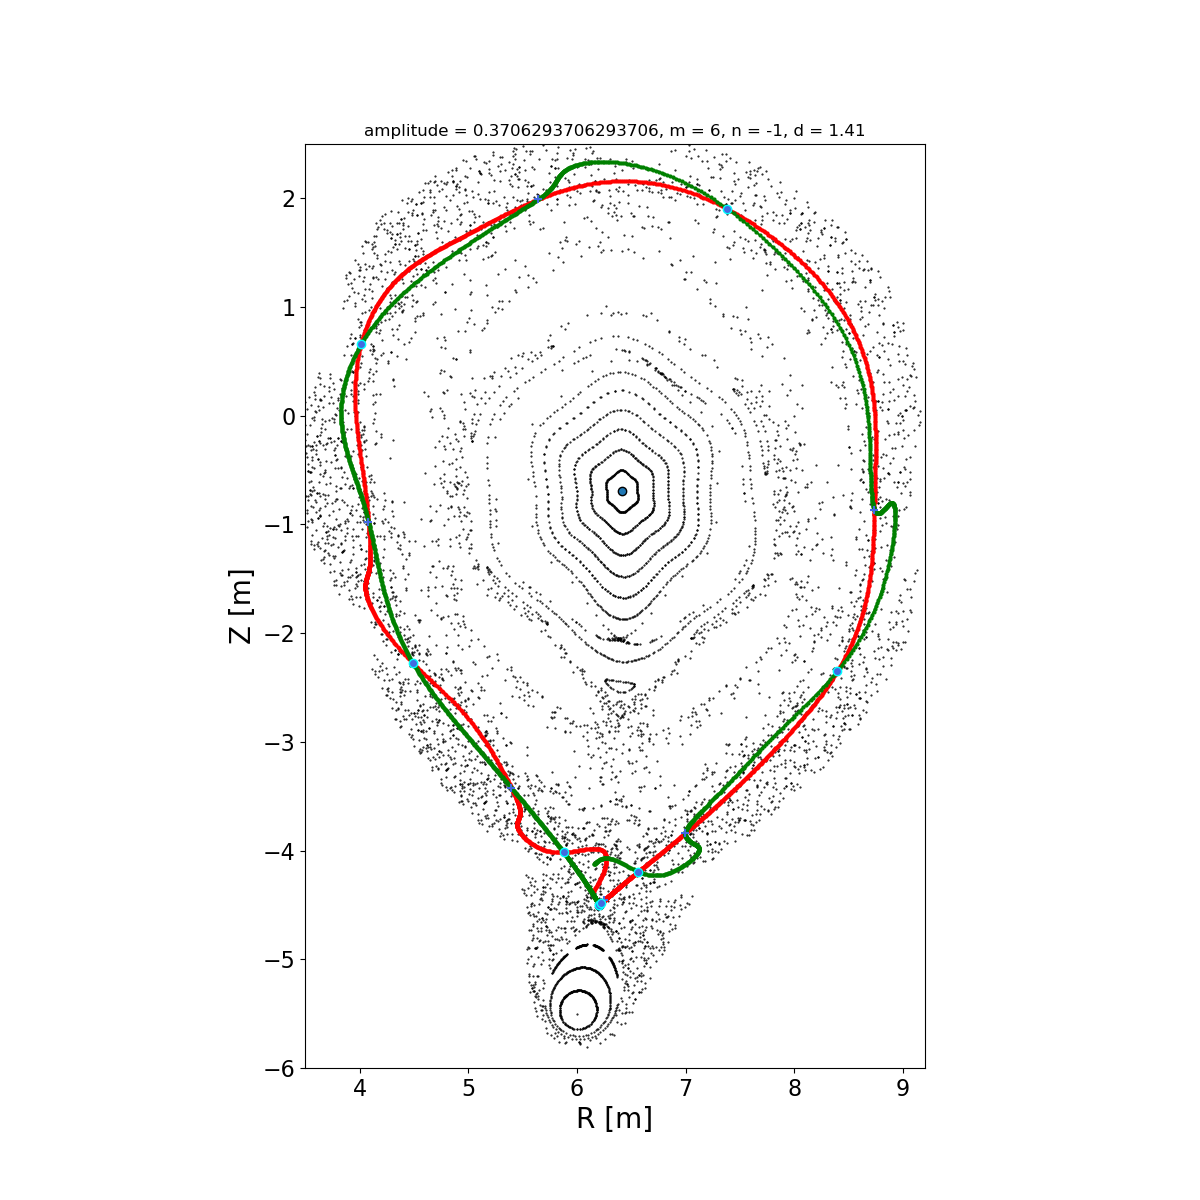 amplitude = 0.3706293706293706, m = 6, n = -1, d = 1.41
2
1
0
−1
−2
−3
−4
−5
−6
Z [m]
4 5 6 7 8 9
R [m]